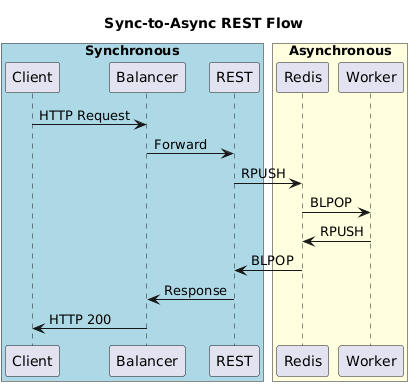 Sync-to-Async REST Flow
Synchronous Asynchronous
Client Balancer REST Redis Worker
HTTP Request
Forward
RPUSH
BLPOP
RPUSH
BLPOP
Response
HTTP 200
Client Balancer REST Redis Worker